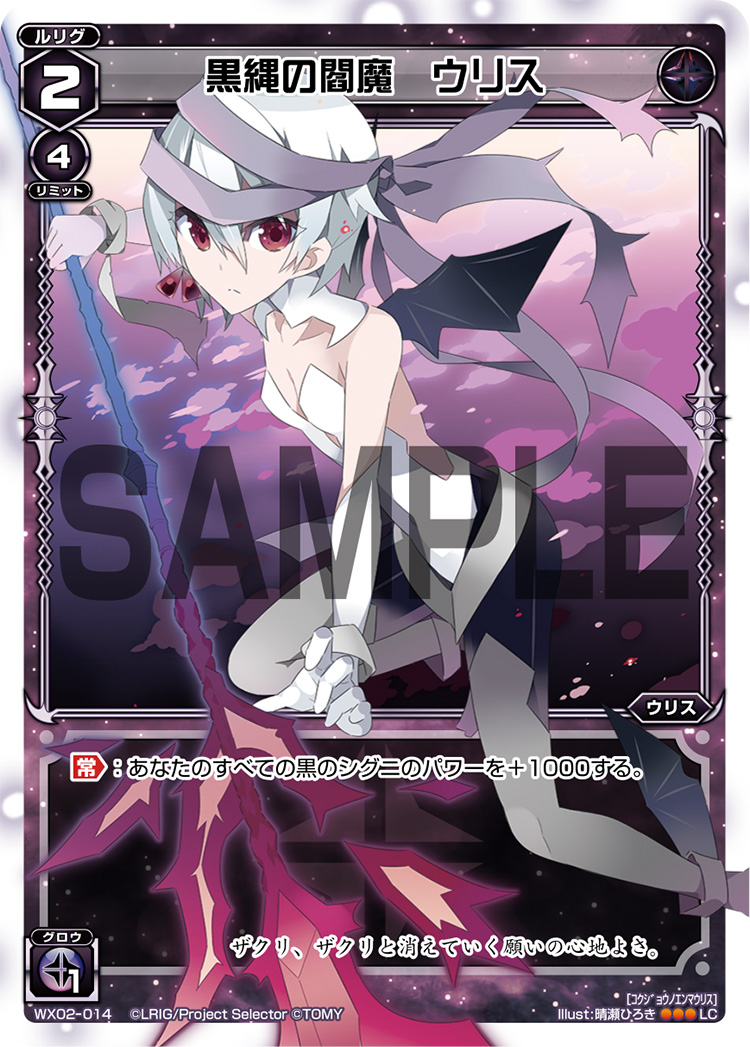 ルリグ
2
黒縄の閻魔　ウリス
4
リミット
SAMPLE
ウリス
常：あなたのすべての黒のシグニのパワーを＋1000する。
ザクリ、ザクリと消えていく願いの心地よさ。
グロウ
1
[コクジョウノエンマウリス]
WX02-014 ©LRIG/Project Selector ©TOMY Illust:晴瀬ひろき LC